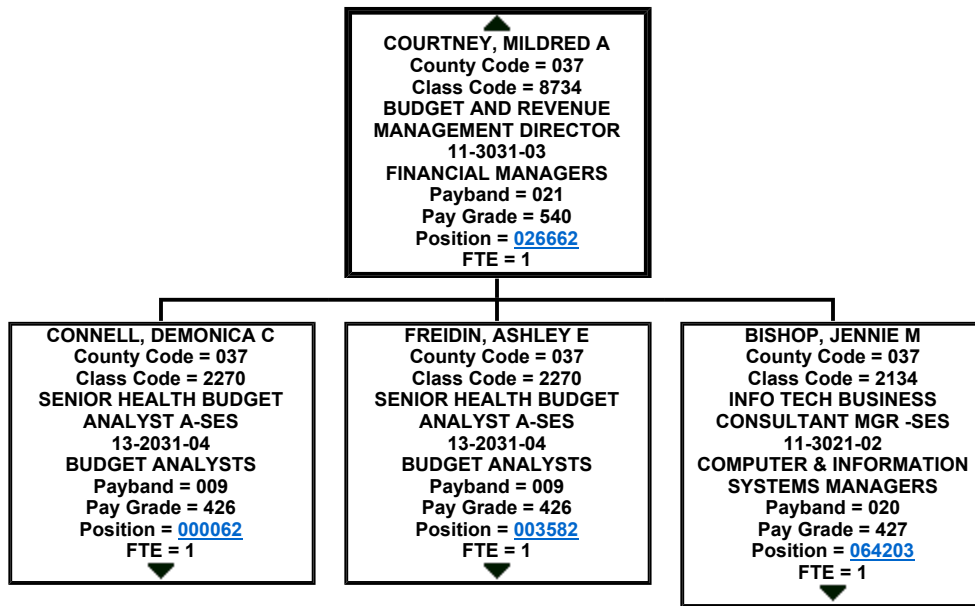 COURTNEY, MILDRED A
County Code = 037
Class Code = 8734
BUDGET AND REVENUE
MANAGEMENT DIRECTOR
11-3031-03
FINANCIAL MANAGERS
Payband = 021
Pay Grade = 540
Position = 026662
FTE = 1
CONNELL, DEMONICA C
County Code = 037
Class Code = 2270
SENIOR HEALTH BUDGET
ANALYST A-SES
13-2031-04
BUDGET ANALYSTS
Payband = 009
Pay Grade = 426
Position = 000062
FTE = 1
FREIDIN, ASHLEY E
County Code = 037
Class Code = 2270
SENIOR HEALTH BUDGET
ANALYST A-SES
13-2031-04
BUDGET ANALYSTS
Payband = 009
Pay Grade = 426
Position = 003582
FTE = 1
BISHOP, JENNIE M
County Code = 037
Class Code = 2134
INFO TECH BUSINESS
CONSULTANT MGR -SES
11-3021-02
COMPUTER & INFORMATION
SYSTEMS MANAGERS
Payband = 020
Pay Grade = 427
Position = 064203
FTE = 1